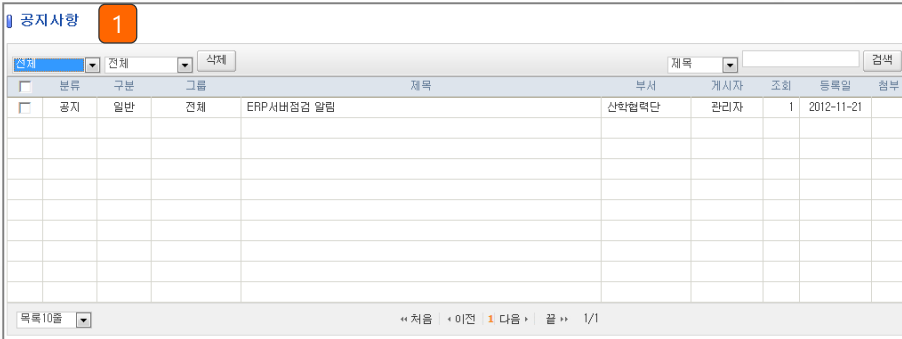 공지사항 1
전체 전체 삭제 제목 검색
분류 구분 그룹 제목 부서 게시자 조회 등록일 첨부
공지 일반 전체 ERP서버점검 알림 산학협력단 관리자 1 2012-11-21
목록10줄 처음 이전 1 다음 끝 1/1